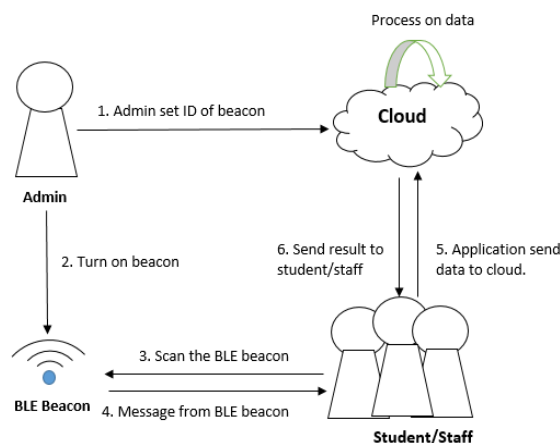 Process on data
1. Admin set ID of beacon
Cloud
Admin
2. Turn on beacon
6. Send result to
student/staff
5. Application send
data to cloud.
3. Scan the BLE beacon
BLE Beacon
4. Message from BLE beacon
Student/Staff